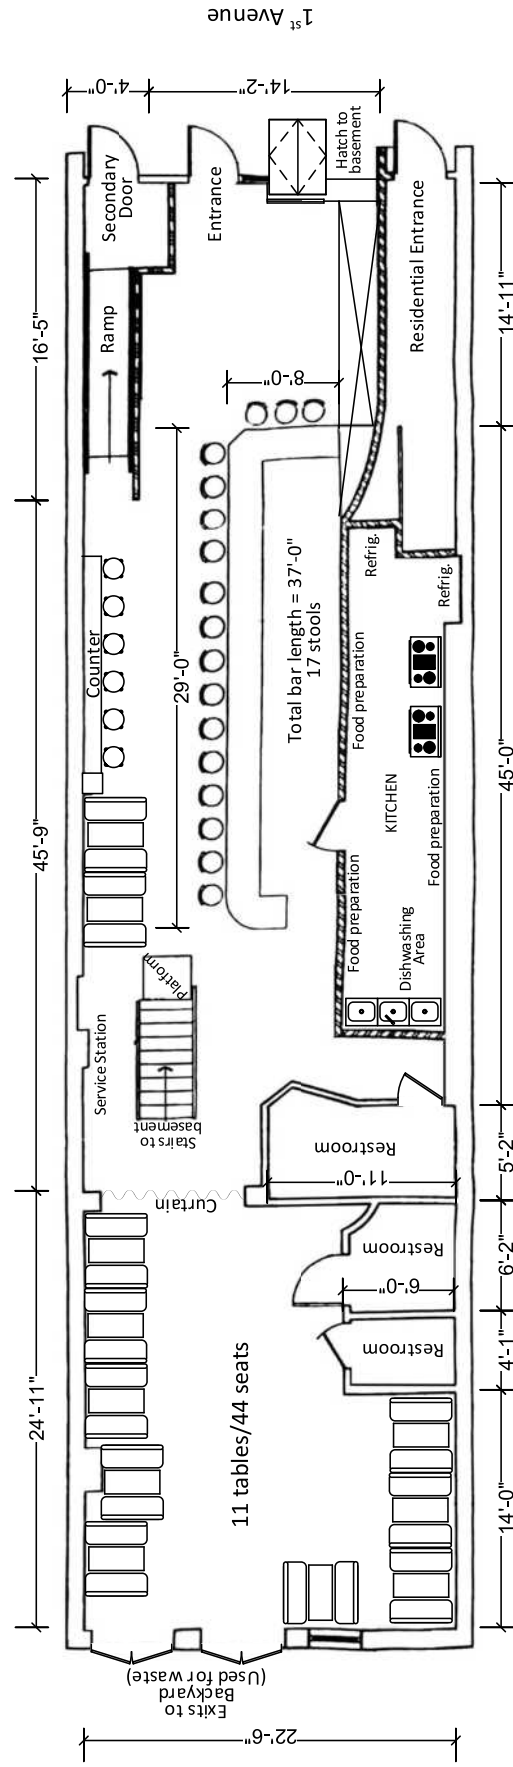 1st Avenue
4'-0"
14'-2"
Hatch to
basement
Secondary
Door
Entrance
Residential Entrance
Ramp
16'-5"
14'-11"
8'-0"
Refrig.
Refrig.
Counter
29'-0"
Total bar length = 37'-0"
17 stools
Food preparation
KITCHEN
Food preparation
Food preparation
Dishwashing
Area
45'-9"
45'-0"
Platform
Service Station
Stairs to
basement
Restroom
11'-0"
5'-2"
Curtain
Restroom
6'-0"
6'-2"
Restroom
4'-1"
11 tables/44 seats
24'-11"
14'-0"
Exits to
Backyard
(Used for waste)
22'-6"